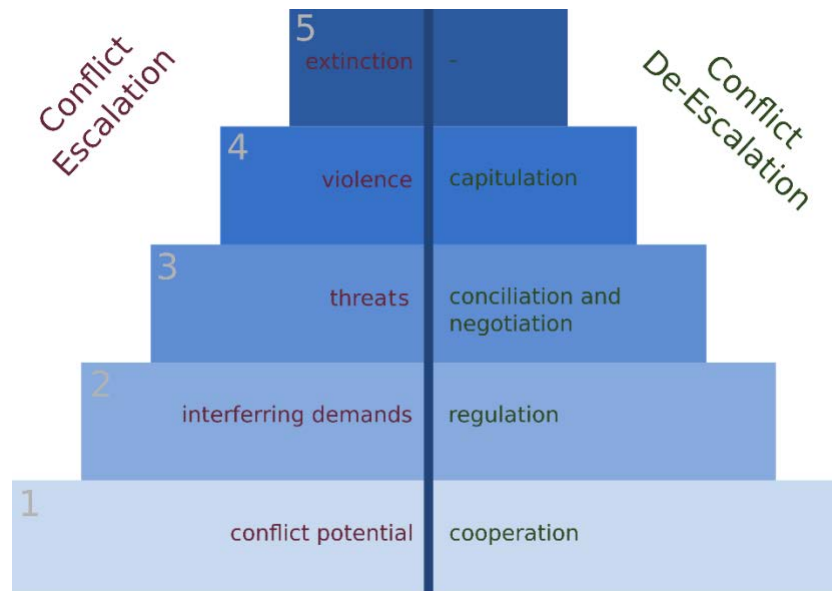 Conflict
Escalation
Conflict
De-Escalation
5
extinction -
4
violence capitulation
3
threats conciliation and
negotiation
2
interferring demands regulation
1
conflict potential cooperation